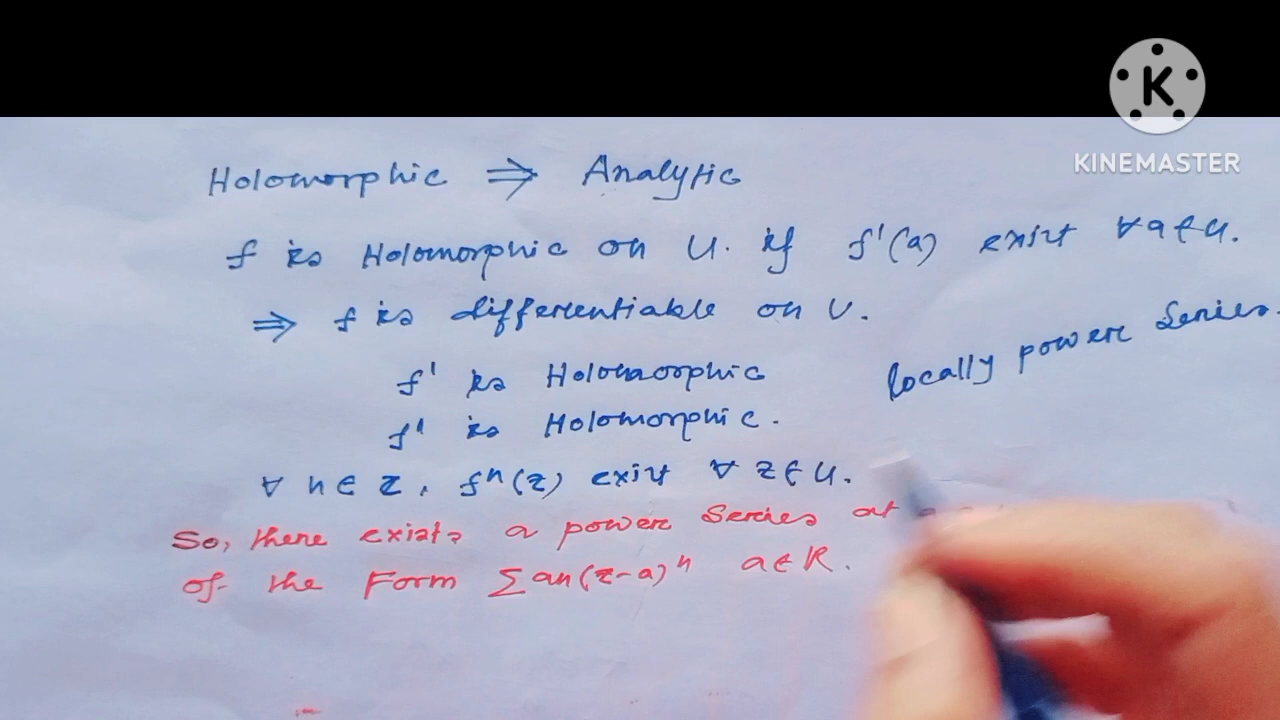 K
KINEMASTER
Holomorphic ⇒ Analytic
f is Holomorphic on U. if f'(a) exist ∀ a ∈ U.
⇒ f is differentiable on U.
locally power Series.
f' is Holomorphic
f' is Holomorphic.
∀ n ∈ Z, fⁿ(z) exist ∀ z ∈ U.
So, there exists a power Series at
of the Form Σ an(z-a)ⁿ a ∈ R.